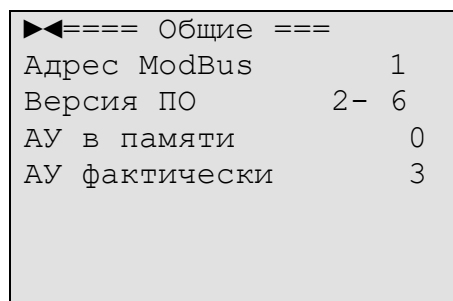 ►◄==== Общие ===
Адрес ModBus 1
Версия ПО 2- 6
АУ в памяти 0
АУ фактически 3